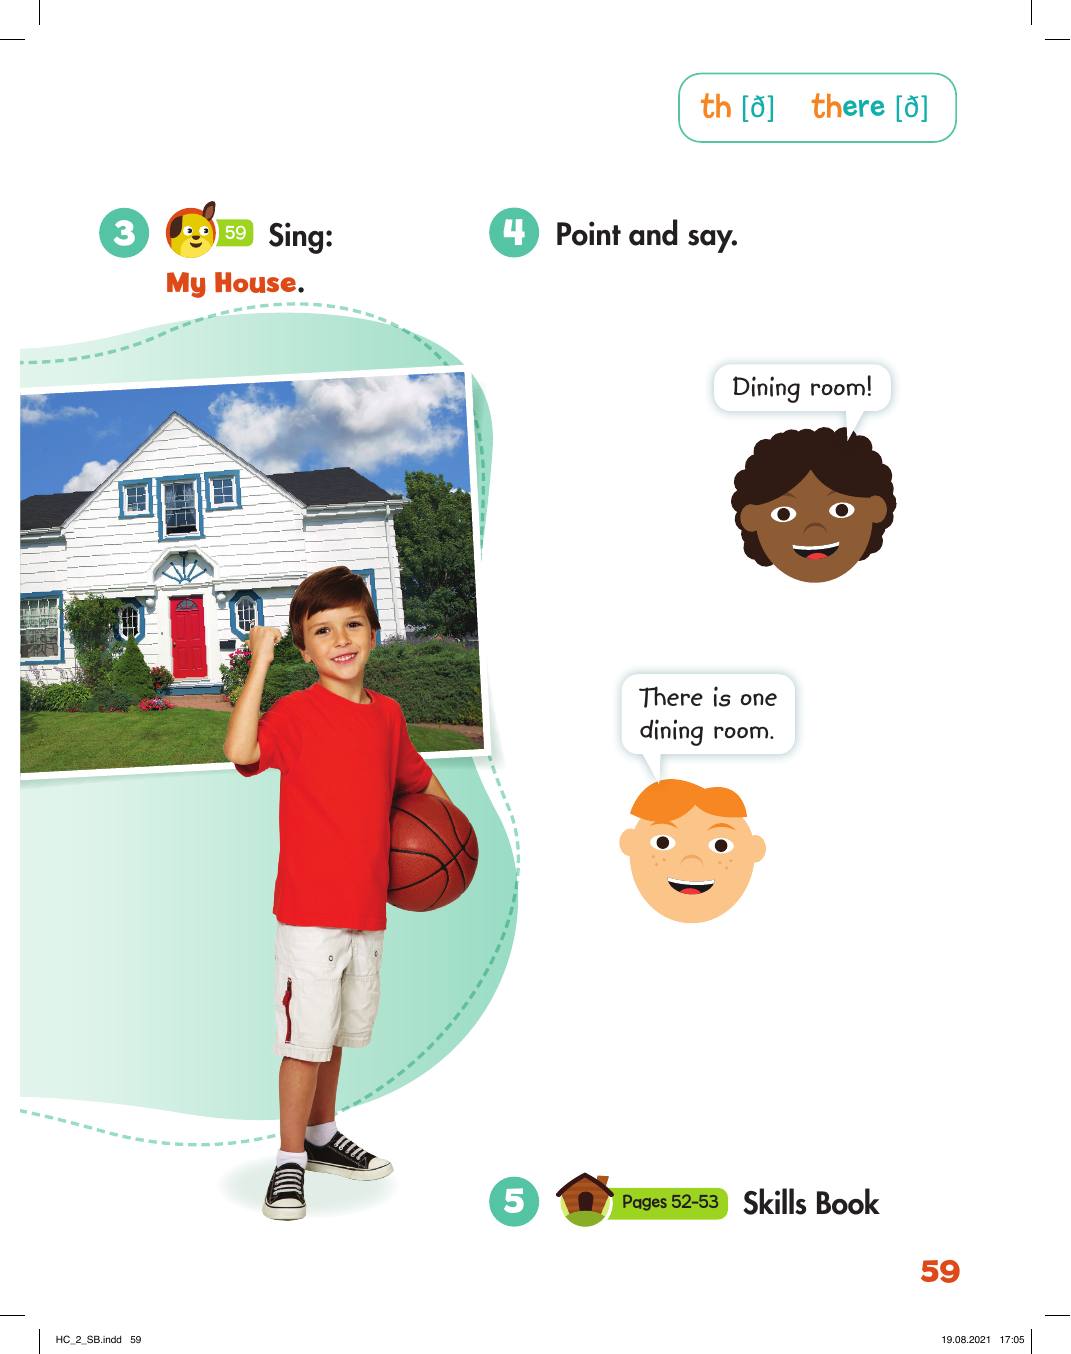 th [ð] there [ð]
3 59 Sing:
My House.
4 Point and say.
Dining room!
There is one
dining room.
5 Pages 52-53 Skills Book
59
HC_2_SB.indd 59
19.08.2021 17:05